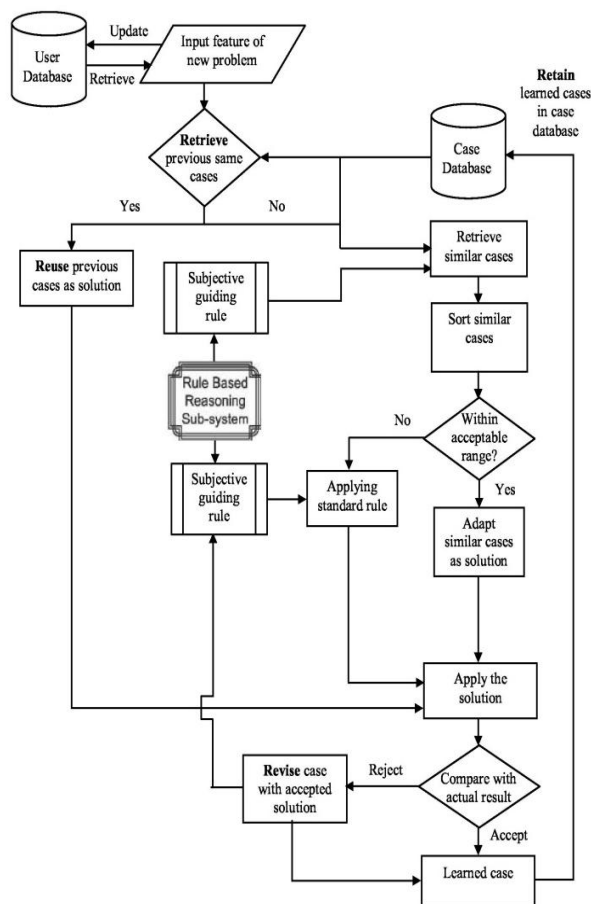 Update
User
Database
Retrieve
Input feature of
new problem
Retain
learned cases
in case
database
Retrieve
previous same
cases
Case
Database
Yes
No
Reuse previous
cases as solution
Subjective
guiding
rule
Retrieve
similar cases
Sort similar
cases
Rule Based
Reasoning
Sub-system
No
Within
acceptable
range?
Subjective
guiding
rule
Applying
standard rule
Yes
Adapt
similar cases
as solution
Apply the
solution
Revise case
with accepted
solution
Reject
Compare with
actual result
Accept
Learned case